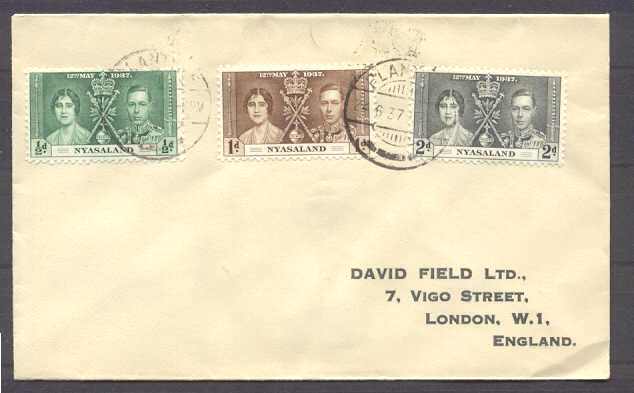 12TH MAY 1937.
½d ½d
NYASALAND
12TH MAY 1937.
1d
NYASALAND
12TH MAY 1937.
2d 2d
NYASALAND
DAVID FIELD LTD.,
7, VIGO STREET,
LONDON, W.1,
ENGLAND.